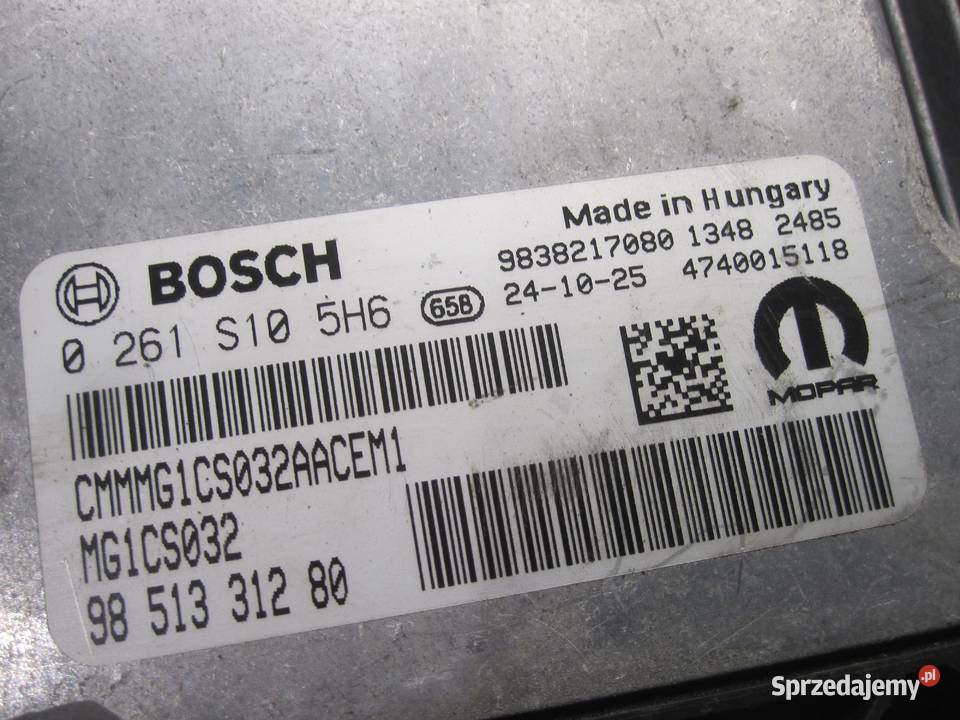 Made in Hungary
BOSCH
9838217080 1348 2485
0 261 S10 5H6 658 24-10-25 4740015118
MOPAR
CMMMG1CS032AACEM1
MG1CS032
98 513 312 80
Sprzedajemy.pl